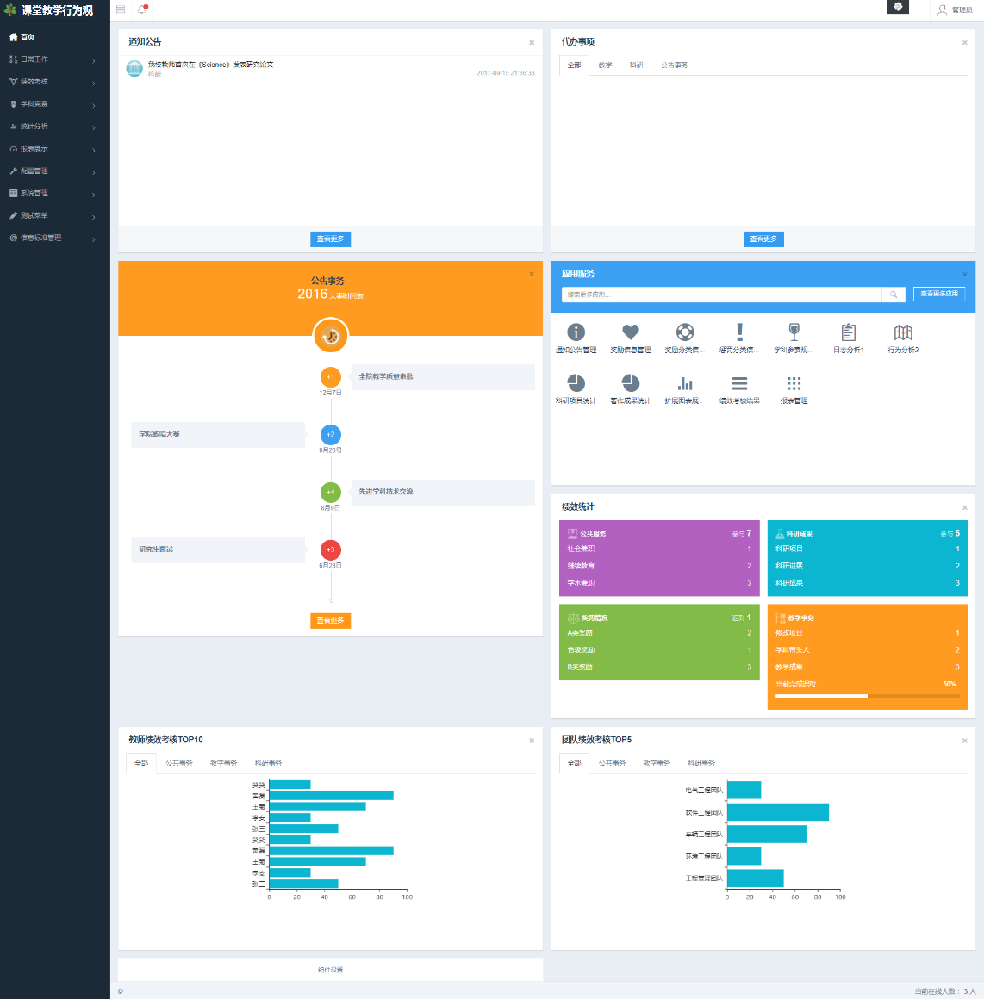 课堂教学行为观
管理员
首页
日常工作
绩效考核
学科竞赛
统计分析
报表展示
配置管理
系统管理
测试菜单
信息标准管理
通知公告
×
我校教师首次在《Science》发表研究论文
科研
2017-09-15 21:36:33
查看更多
代办事项
×
全部 教学 科研 公告事务
查看更多
公告事务
×
2016 大事时间表
+1
12月7日
全院教学质量审批
学院歌唱大赛
+2
9月23号
+4
8月9日
先进学科技术交流
研究生面试
+3
6月23日
查看更多
应用服务
×
搜索更多应用...
查看更多应用
通知公告管理 奖励信息管理 奖励分类信... 惩罚分类信... 学科参赛规... 日志分析1 行为分析2
科研项目统计 著作成果统计 扩展图表展... 绩效考核结果 报表管理
绩效统计
×
公共服务 参与 7
社会兼职 1
继续教育 2
学术兼职 3
科研成果 参与 5
科研项目 1
科研进展 2
科研成果 3
奖罚情况 迟到 1
A类奖励 2
省级奖励 1
B类奖励 3
教学事务
修改项目 1
学科带头人 2
教学成果 3
当前完成课时 50%
教师绩效考核TOP10
×
全部 公共事务 教学事务 科研事务
笑笑
苗磊
王菊
李安
张三
笑笑
苗磊
王菊
李安
张三
0 20 40 60 80 100
团队绩效考核TOP5
×
全部 公共事务 教学事务 科研事务
电气工程团队
软件工程团队
车辆工程团队
环境工程团队
工程管理团队
0 20 40 60 80 100
组件设置
©
当前在线人数： 3 人